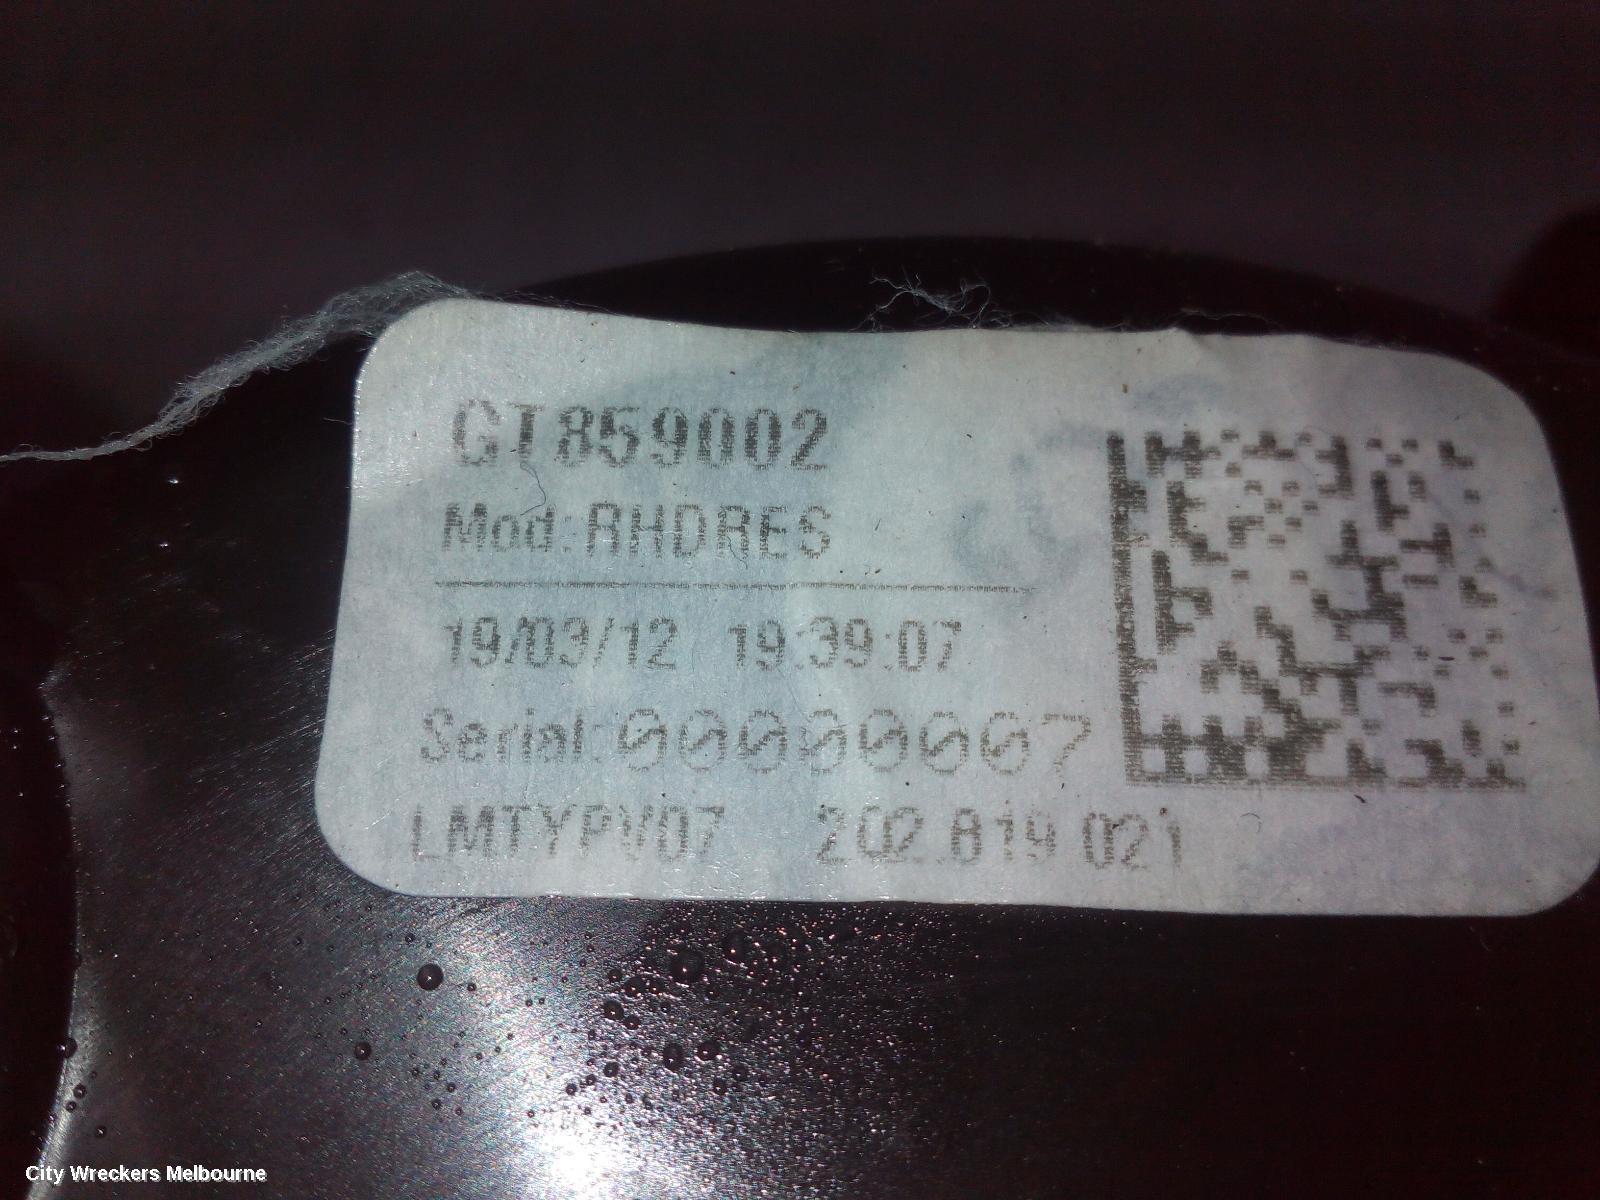 GT859002
Mod:RHDRES
19/03/12 19:39:07
Serial:00000007
LMTYPV07 202.819 021
City Wreckers Melbourne